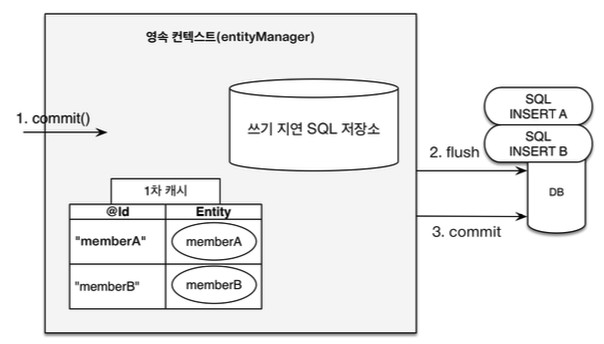 영속 컨텍스트(entityManager)
1. commit()
쓰기 지연 SQL 저장소
SQL
INSERT A
SQL
INSERT B
2. flush
DB
3. commit
1차 캐시
@Id Entity
"memberA" memberA
"memberB" memberB